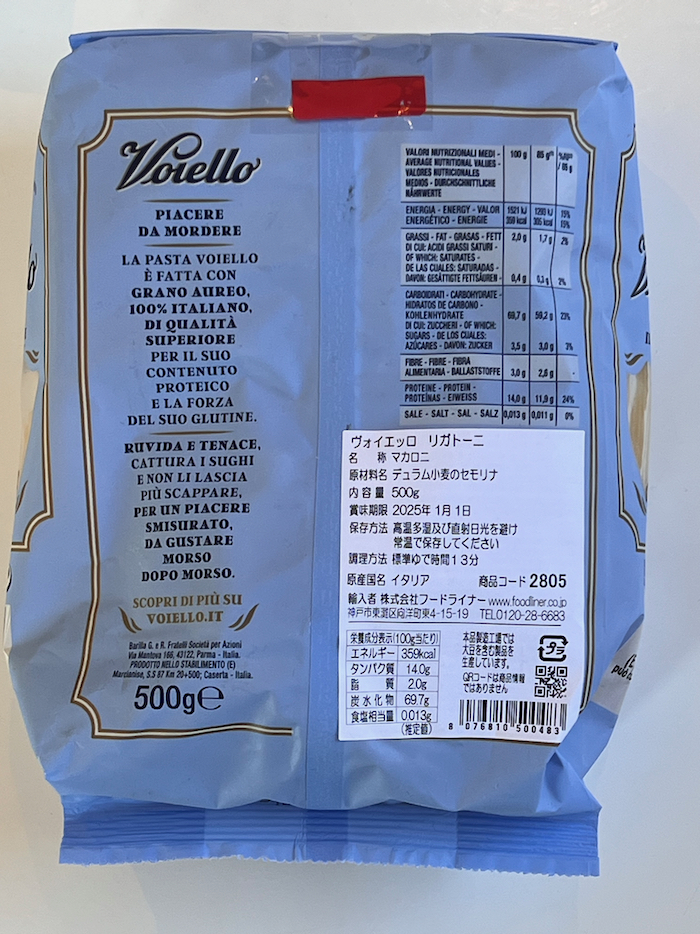 Voiello
PIACERE
DA MORDERE
LA PASTA VOIELLO
È FATTA CON
GRANO AUREO,
100% ITALIANO,
DI QUALITÀ
SUPERIORE
PER IL SUO
CONTENUTO
PROTEICO
E LA FORZA
DEL SUO GLUTINE.
RUVIDA E TENACE,
CATTURA I SUGHI
E NON LI LASCIA
PIÙ SCAPPARE,
PER UN PIACERE
SMISURATO,
DA GUSTARE
MORSO
DOPO MORSO.
SCOPRI DI PIÙ SU
VOIELLO.IT
Barilla G. e R. Fratelli Società per Azioni
Via Mantova 166, 43122, Parma - Italia.
PRODOTTO NELLO STABILIMENTO (E)
Marcianise, S.S 87 Km 20+500; Caserta - Italia.
500g℮
VALORI NUTRIZIONALI MEDI - 100 g 85 g
AVERAGE NUTRITIONAL VALUES - / 85 g
VALORES NUTRICIONALES
MEDIOS - DURCHSCHNITTLICHE
NÄHRWERTE
ENERGIA - ENERGY - VALOR 1521 kJ 1293 kJ 15%
ENERGÉTICO - ENERGIE 359 kcal 305 kcal 15%
GRASSI - FAT - GRASAS - FETT 2,0 g 1,7 g 2%
DI CUI: ACIDI GRASSI SATURI -
OF WHICH: SATURATES -
DE LAS CUALES: SATURADAS -
DAVON: GESÄTTIGTE FETTSÄUREN 0,4 g 0,3 g 2%
CARBOIDRATI - CARBOHYDRATE -
HIDRATOS DE CARBONO -
KOHLENHYDRATE 69,7 g 59,2 g 23%
DI CUI: ZUCCHERI - OF WHICH:
SUGARS - DE LOS CUALES:
AZÚCARES - DAVON: ZUCKER 3,5 g 3,0 g 3%
FIBRE - FIBRE - FIBRA
ALIMENTARIA - BALLASTSTOFFE 3,0 g 2,6 g
PROTEINE - PROTEIN -
PROTEÍNAS - EIWEISS 14,0 g 11,9 g 24%
SALE - SALT - SAL - SALZ 0,013 g 0,011 g 0%
ヴォイエッロ リガトーニ
名 称 マカロニ
原材料名 デュラム小麦のセモリナ
内容量 500g
賞味期限 2025年 1月 1日
保存方法 高温多湿及び直射日光を避け
常温で保存してください
調理方法 標準ゆで時間13分
原産国名 イタリア 商品コード 2805
輸入者 株式会社フードライナー www.foodliner.co.jp
神戸市東灘区向洋町東4-15-19 TEL0120-28-6683
栄養成分表示(100g当たり)
エネルギー 359kcal
タンパク質 14.0g
脂 質 2.0g
炭水化物 69.7g
食塩相当量 0.013g
(推定値)
本品製造工場では
大豆を含む製品を
生産しています。
QRコードは商品情報
ではありません
プラ
8 076810 500483